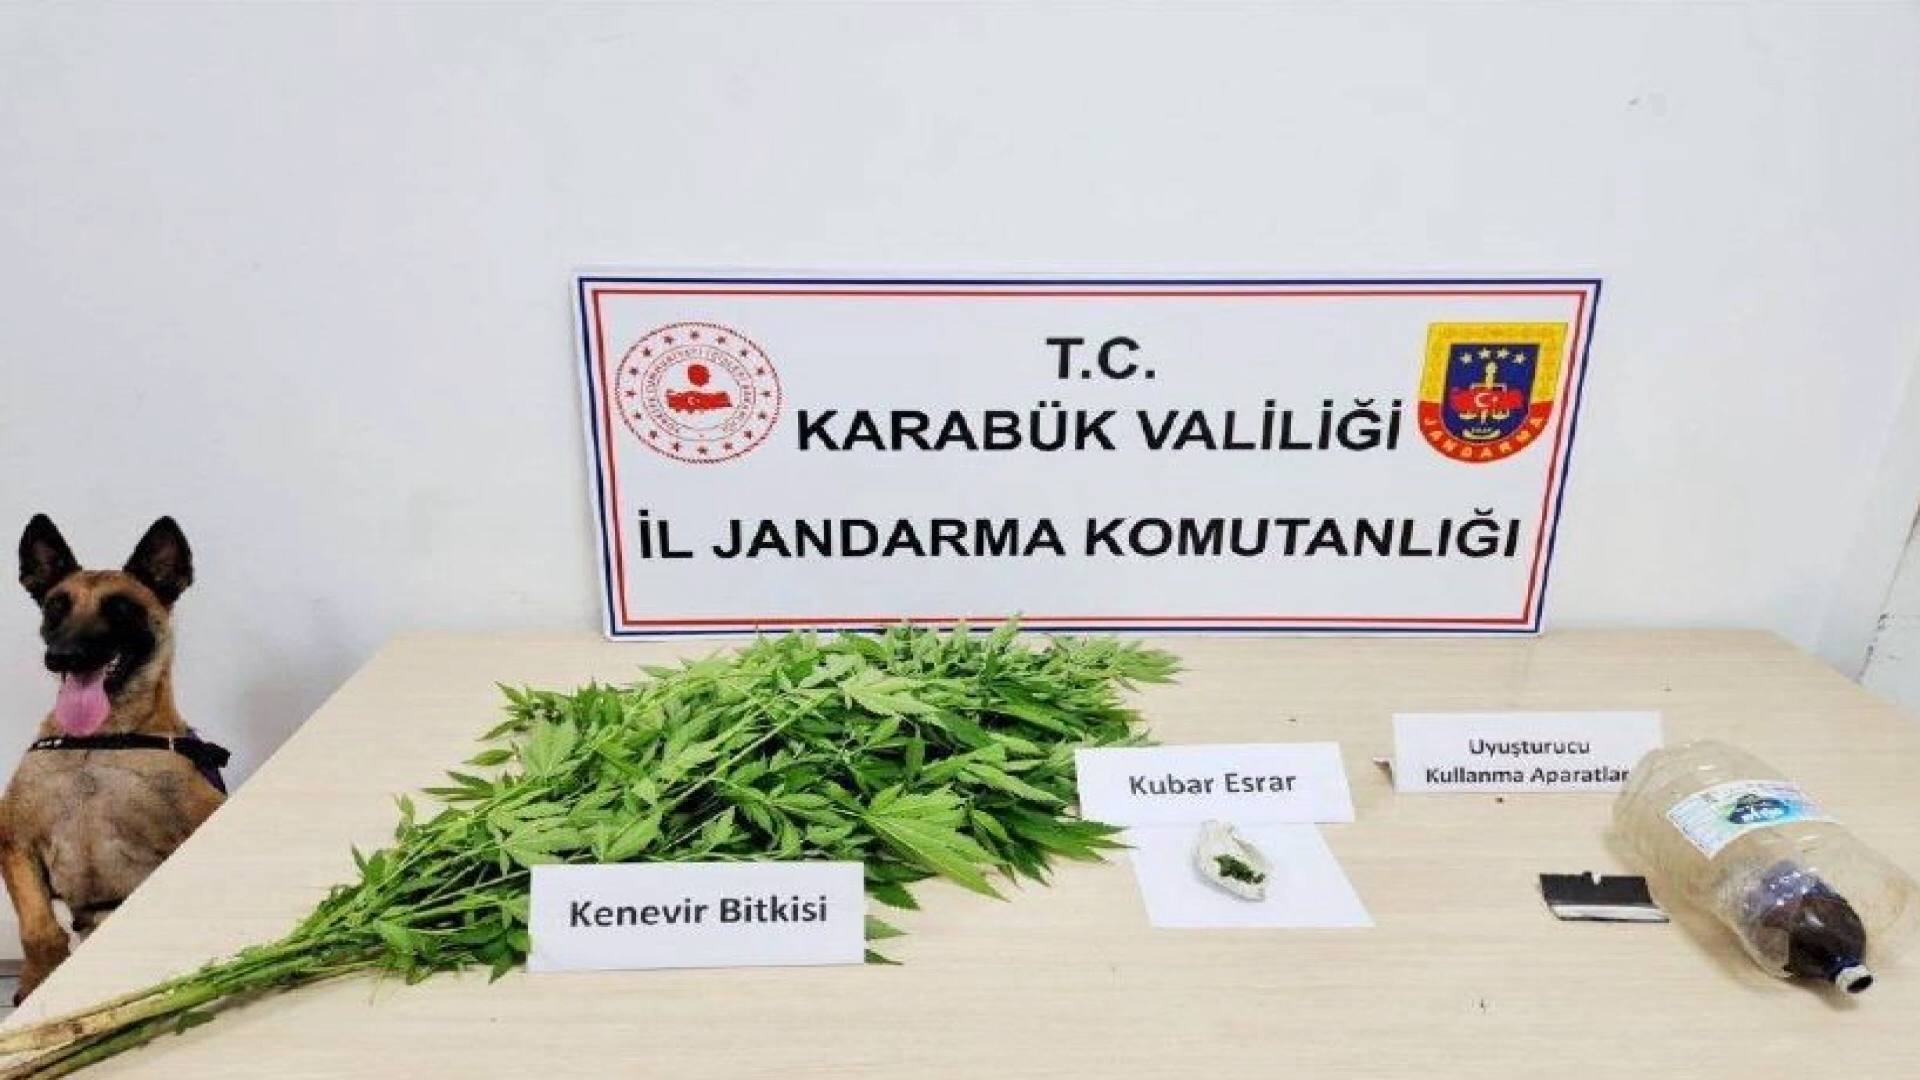 T.C.
KARABÜK VALİLİĞİ
İL JANDARMA KOMUTANLIĞI
JANDARMA
Uyuşturucu
Kullanma Aparatlar
Kubar Esrar
Kenevir Bitkisi